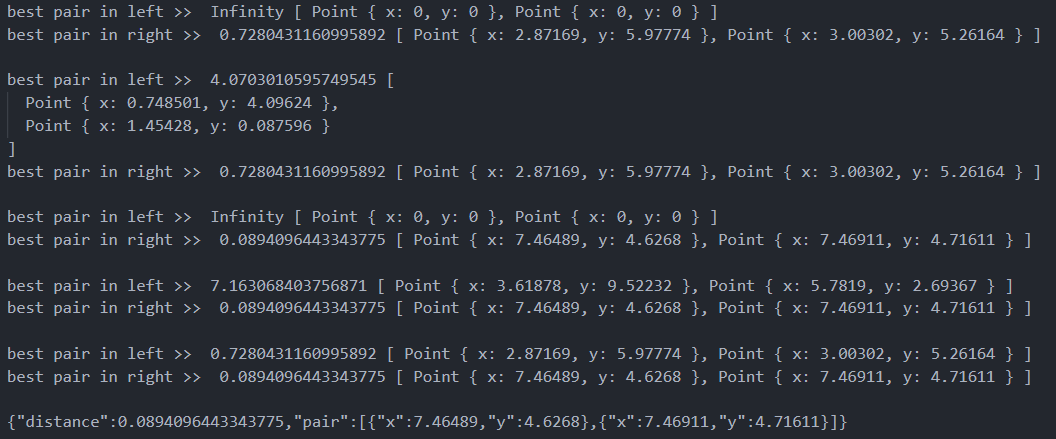 best pair in left >>  Infinity [ Point { x: 0, y: 0 }, Point { x: 0, y: 0 } ]
best pair in right >>  0.7280431160995892 [ Point { x: 2.87169, y: 5.97774 }, Point { x: 3.00302, y: 5.26164 } ]

best pair in left >>  4.0703010595749545 [
  Point { x: 0.748501, y: 4.09624 },
  Point { x: 1.45428, y: 0.087596 }
]
best pair in right >>  0.7280431160995892 [ Point { x: 2.87169, y: 5.97774 }, Point { x: 3.00302, y: 5.26164 } ]

best pair in left >>  Infinity [ Point { x: 0, y: 0 }, Point { x: 0, y: 0 } ]
best pair in right >>  0.0894096443343775 [ Point { x: 7.46489, y: 4.6268 }, Point { x: 7.46911, y: 4.71611 } ]

best pair in left >>  7.163068403756871 [ Point { x: 3.61878, y: 9.52232 }, Point { x: 5.7819, y: 2.69367 } ]
best pair in right >>  0.0894096443343775 [ Point { x: 7.46489, y: 4.6268 }, Point { x: 7.46911, y: 4.71611 } ]

best pair in left >>  0.7280431160995892 [ Point { x: 2.87169, y: 5.97774 }, Point { x: 3.00302, y: 5.26164 } ]
best pair in right >>  0.0894096443343775 [ Point { x: 7.46489, y: 4.6268 }, Point { x: 7.46911, y: 4.71611 } ]

{"distance":0.0894096443343775,"pair":[{"x":7.46489,"y":4.6268},{"x":7.46911,"y":4.71611}]}